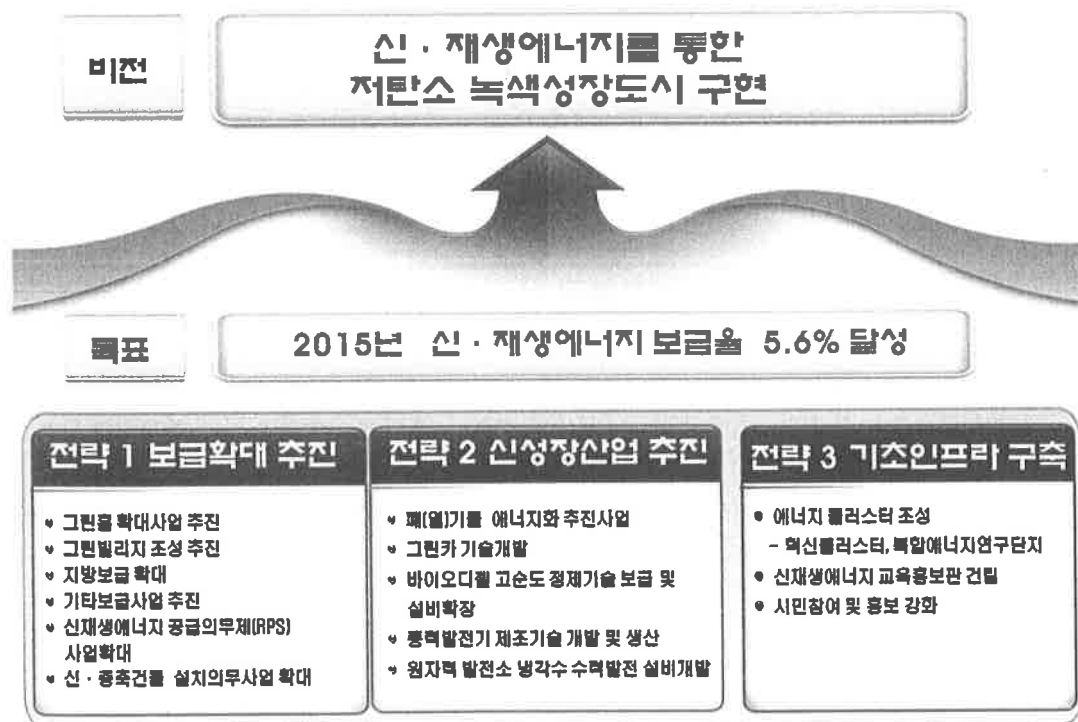 비전
신 · 재생에너지를 통한
저탄소 녹색성장도시 구현
목표
2015년 신 · 재생에너지 보급율 5.6% 달성
전략 1 보급확대 추진
• 그린홈 확대사업 추진
• 그린빌리지 조성 추진
• 지방보급 확대
• 기타보급사업 추진
• 신재생에너지 공급의무제(RPS)
사업확대
• 신 · 증축건물 설치의무사업 확대
전략 2 신성장산업 추진
• 폐(열)기물 에너지화 추진사업
• 그린카 기술개발
• 바이오디젤 고순도 정제기술 보급 및
설비확장
• 풍력발전기 제조기술 개발 및 생산
• 원자력 발전소 냉각수 수력발전 설비개발
전략 3 기초인프라 구축
• 에너지 클러스터 조성
- 혁신클러스터, 복합에너지연구단지
• 신재생에너지 교육홍보관 건립
• 시민참여 및 홍보 강화